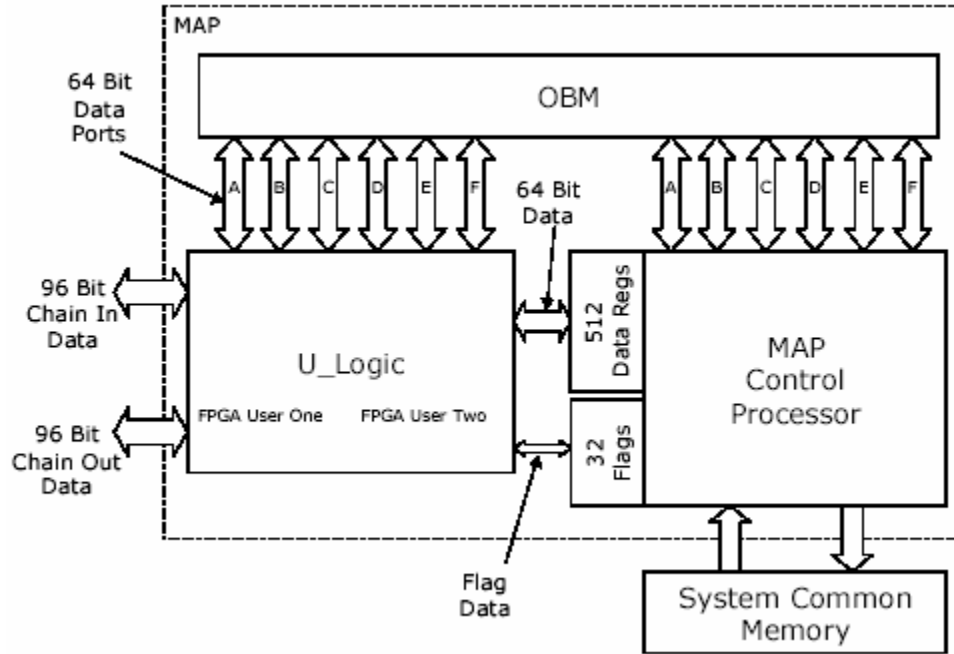 MAP
OBM
64 Bit
Data
Ports
A B C D E F
A B C D E F
64 Bit
Data
96 Bit
Chain In
Data
U_Logic
FPGA User One FPGA User Two
512
Data Regs
MAP
Control
Processor
32
Flags
96 Bit
Chain Out
Data
Flag
Data
System Common
Memory